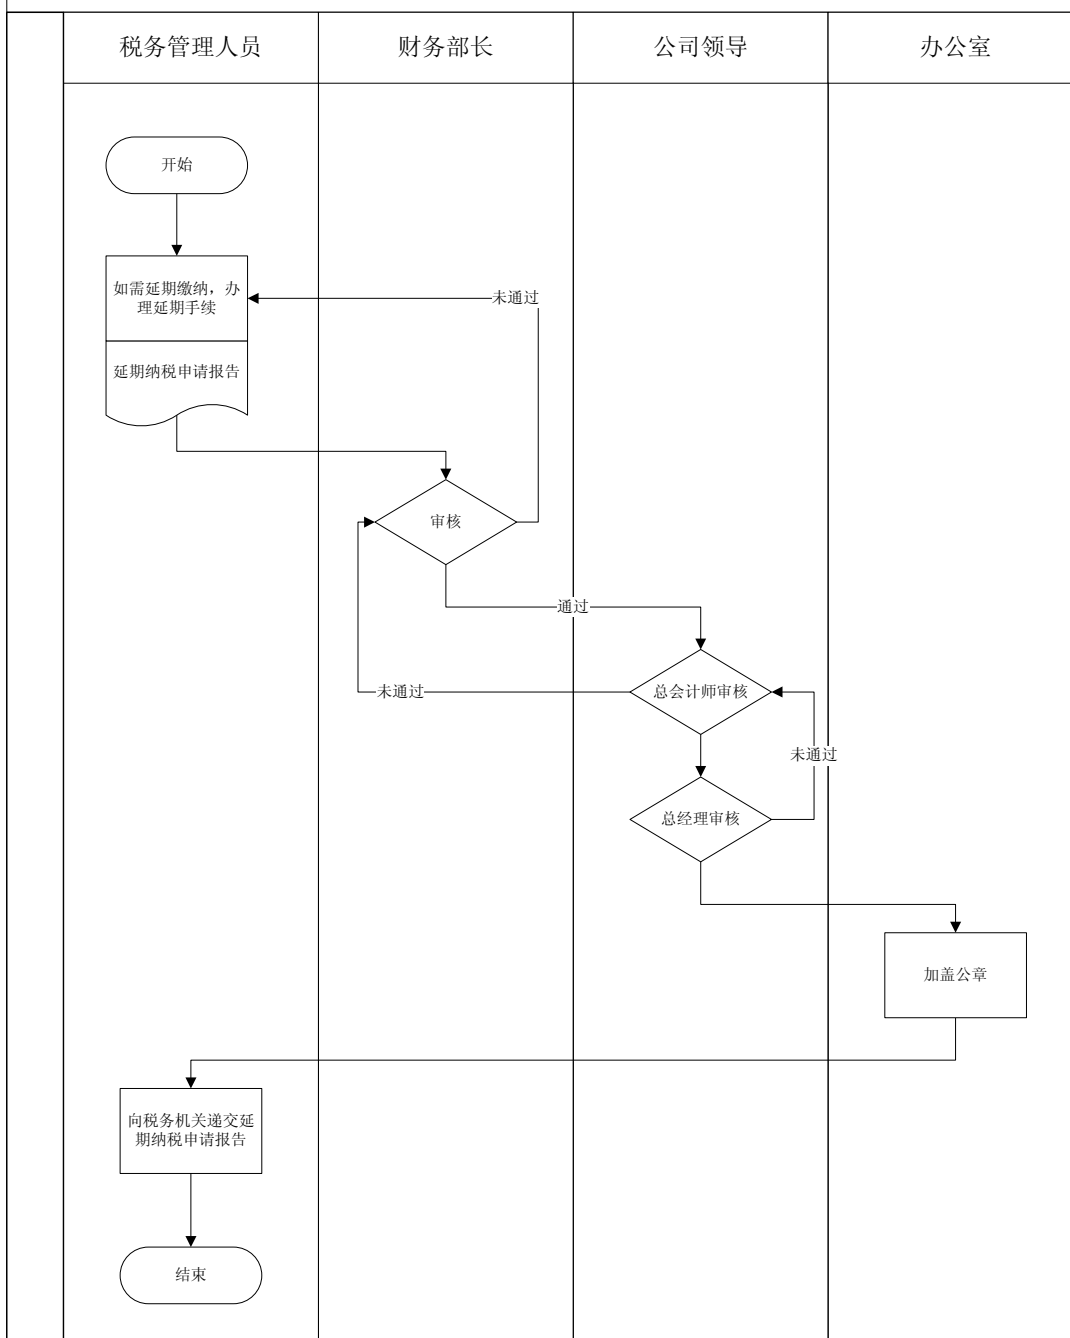 税务管理人员
财务部长
公司领导
办公室
开始
如需延期缴纳，办
理延期手续
未通过
延期纳税申请报告
审核
通过
未通过
总会计师审核
未通过
总经理审核
加盖公章
向税务机关递交延
期纳税申请报告
结束